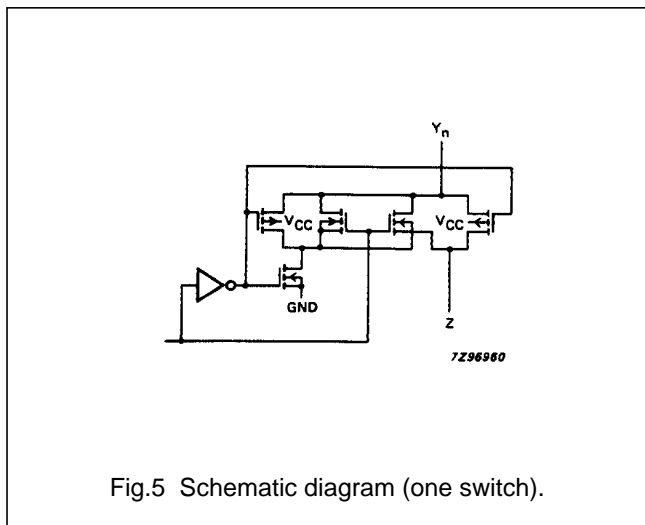 Yn
VCC VCC
GND
Z
7Z96960
Fig.5 Schematic diagram (one switch).